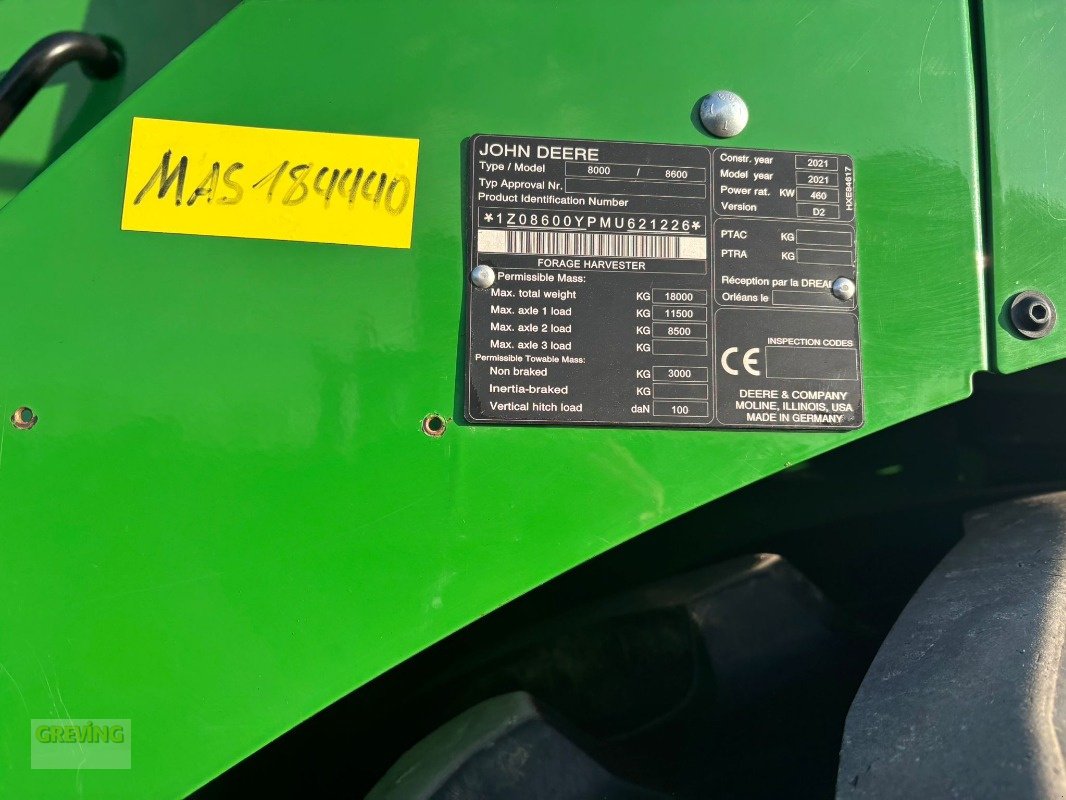 MAS 184440
JOHN DEERE
Type / Model 8000 / 8600
Typ Approval Nr.
Product Identification Number
*1Z08600YPMU621226*
FORAGE HARVESTER
Permissible Mass:
Max. total weight KG 18000
Max. axle 1 load KG 11500
Max. axle 2 load KG 8500
Max. axle 3 load KG
Permissible Towable Mass:
Non braked KG 3000
Inertia-braked KG
Vertical hitch load daN 100
Constr. year 2021
Model year 2021
Power rat. KW 460
Version D2
HXE94617
PTAC KG
PTRA KG
Réception par la DREAL
Orléans le
CE
INSPECTION CODES
DEERE & COMPANY
MOLINE, ILLINOIS, USA
MADE IN GERMANY
GREVING